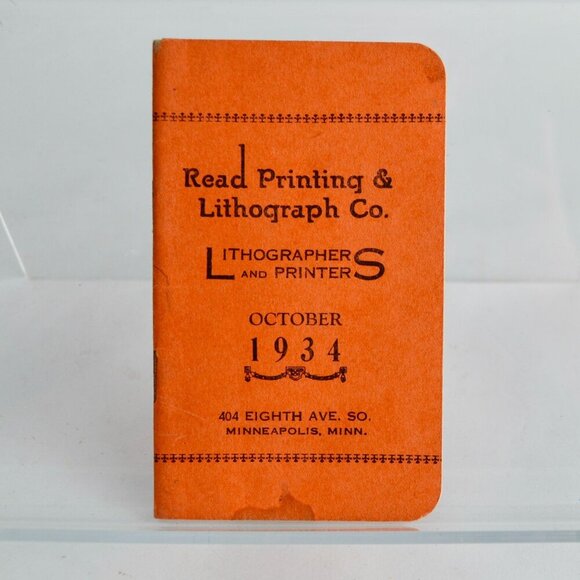 Read Printing &
Lithograph Co.
LITHOGRAPHERS
AND PRINTERS
OCTOBER
1934
404 EIGHTH AVE. SO.
MINNEAPOLIS, MINN.